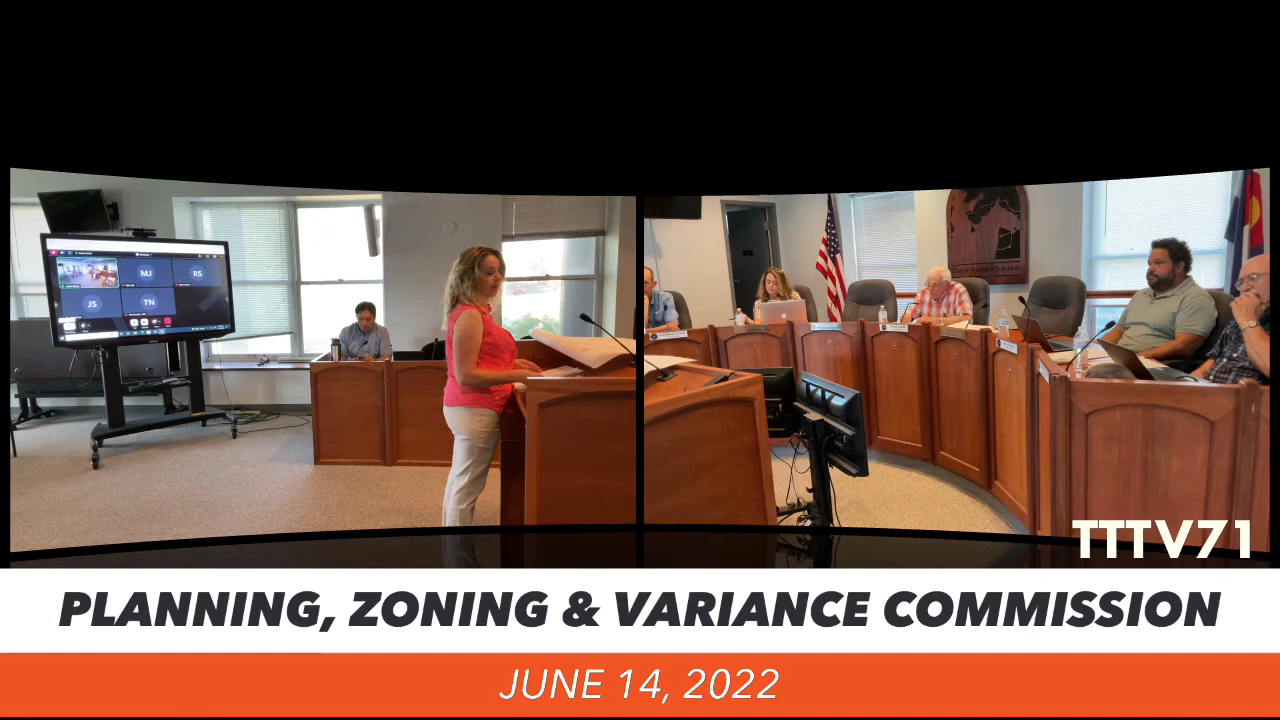 MJ
RS
JS
TN
TTTV71
PLANNING, ZONING & VARIANCE COMMISSION
JUNE 14, 2022